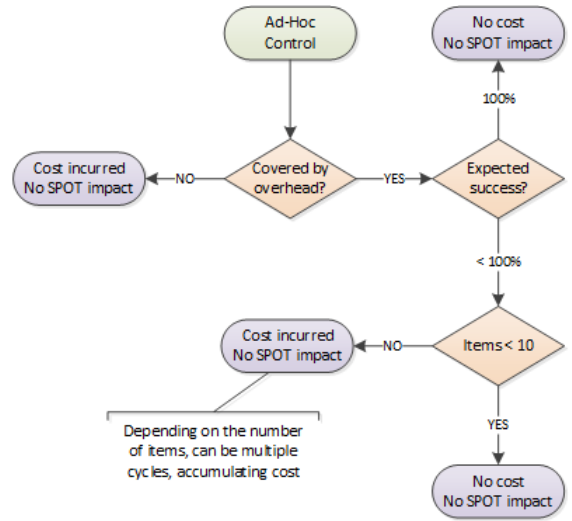 Ad-Hoc
Control
No cost
No SPOT impact
100%
Cost incurred
No SPOT impact
NO
Covered by
overhead?
YES
Expected
success?
< 100%
Cost incurred
No SPOT impact
NO
Items < 10
Depending on the number
of items, can be multiple
cycles, accumulating cost
YES
No cost
No SPOT impact